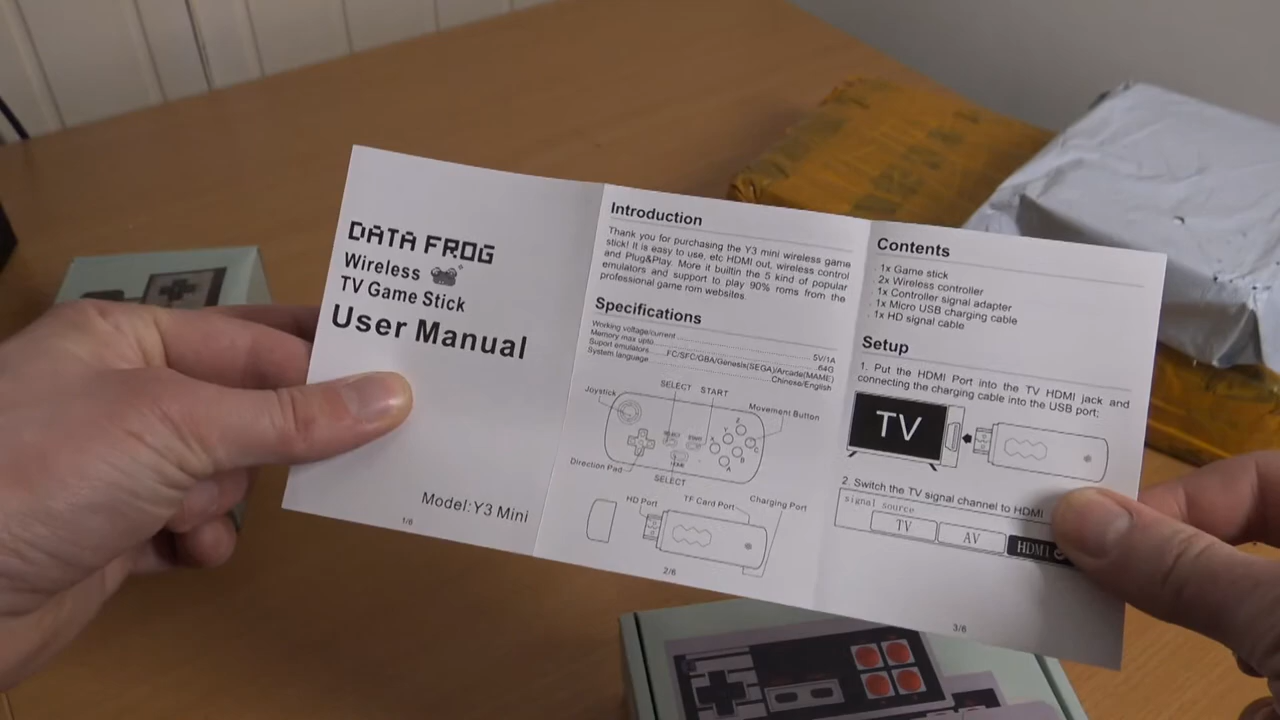 DATA FROG
Wireless
TV Game Stick
User Manual
Model:Y3 Mini
1/6
Introduction
Thank you for purchasing the Y3 mini wireless game
stick! It is easy to use, etc HDMI out, wireless control
and Plug&Play. More it builtin the 5 kind of popular
emulators and support to play 90% roms from the
professional game rom websites.
Specifications
Working voltage/current 5V/1A
Memory max upto 64G
Suport emulators FC/SFC/GBA/Genesis(SEGA)/Arcade(MAME)
System language Chinese/English
SELECT START
Joystick Movement Button
Z
Y C
X B
A
SELECT START
HOME
Direction Pad
SELECT
HD Port TF Card Port Charging Port
2/6
Contents
. 1x Game stick
. 2x Wireless controller
. 1x Controller signal adapter
. 1x Micro USB charging cable
. 1x HD signal cable
Setup
1. Put the HDMI Port into the TV HDMI jack and
connecting the charging cable into the USB port;
TV
2. Switch the TV signal channel to HDMI
signal source
TV AV HDMI
3/6